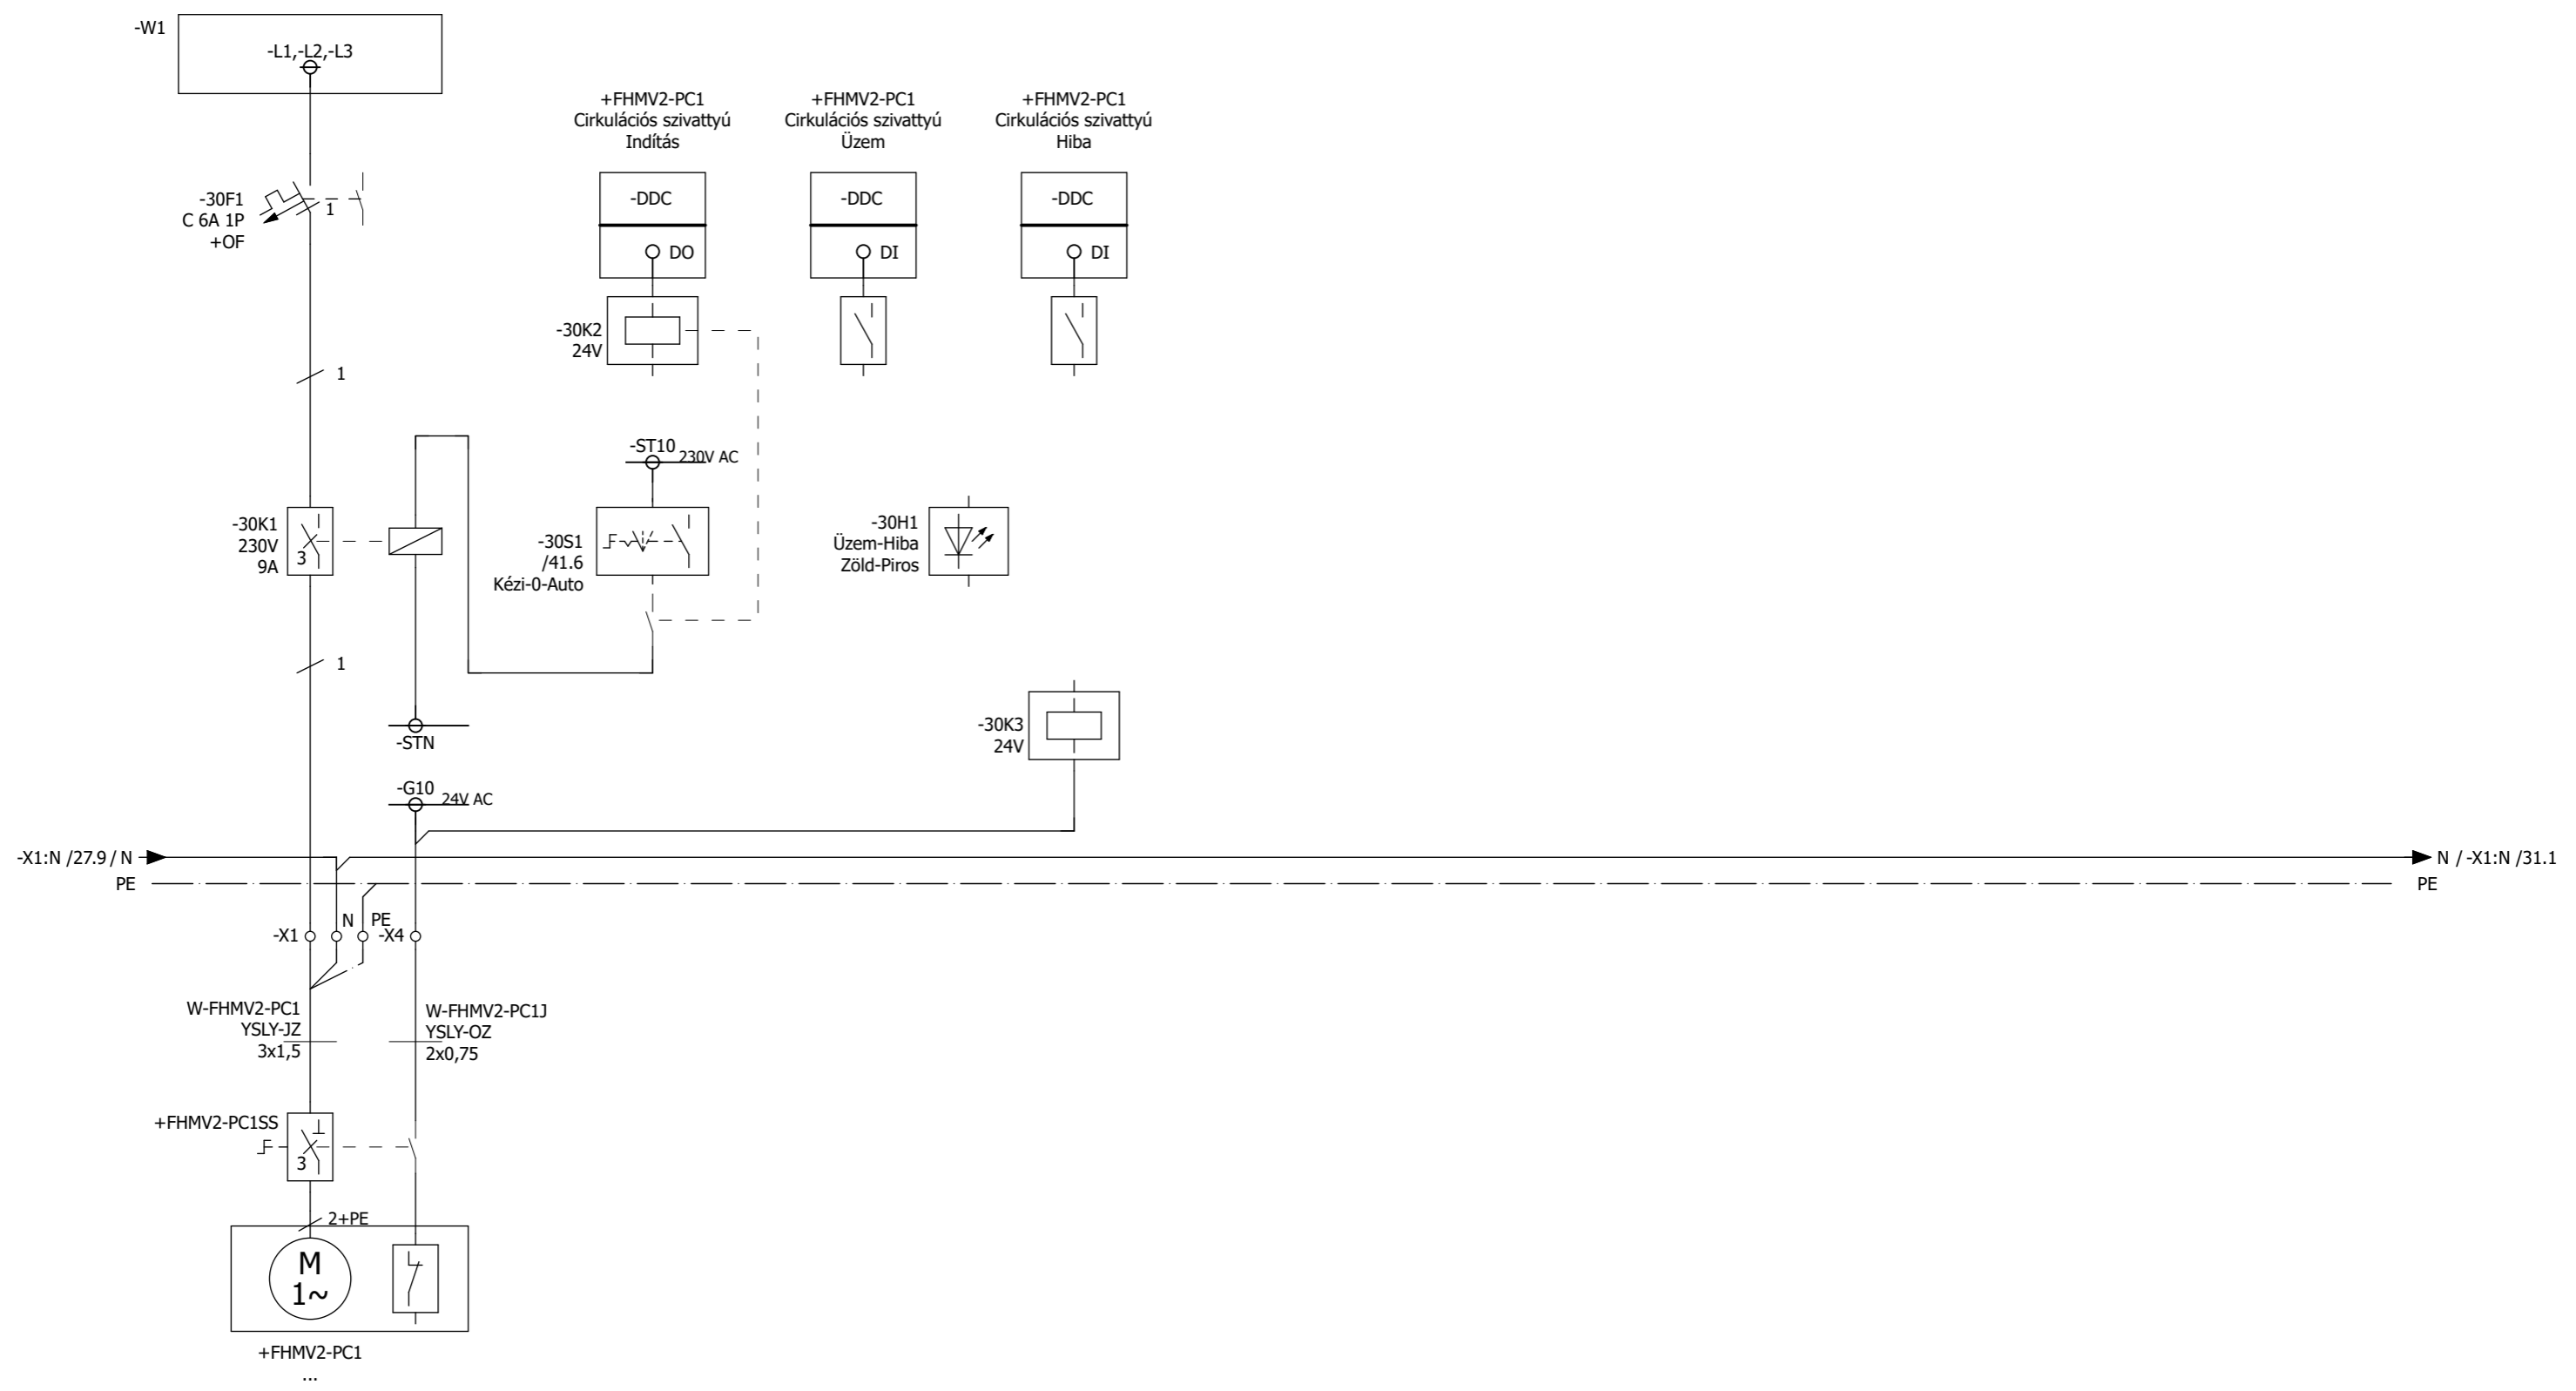 -W1
-L1,-L2,-L3
+FHMV2-PC1
Cirkulációs szivattyú
Indítás
+FHMV2-PC1
Cirkulációs szivattyú
Üzem
+FHMV2-PC1
Cirkulációs szivattyú
Hiba
-30F1
C 6A 1P
+OF
1
-DDC
DO
-DDC
DI
-DDC
DI
-30K2
24V
1
-ST10 230V AC
-30K1
230V
9A
3
-30S1
/41.6
Kézi-0-Auto
-30H1
Üzem-Hiba
Zöld-Piros
1
-STN
-30K3
24V
-G10 24V AC
-X1:N /27.9 / N
N / -X1:N /31.1
PE
PE
-X1
N
PE
-X4
W-FHMV2-PC1
YSLY-JZ
3x1,5
W-FHMV2-PC1J
YSLY-OZ
2x0,75
+FHMV2-PC1SS
3
2+PE
M
1~
+FHMV2-PC1
...